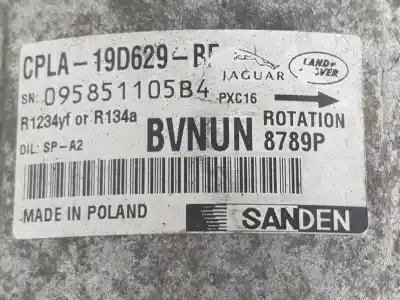 CPLA-19D629-BF
JAGUAR
LAND ROVER
SN: 095851105B4
PXC16
R1234yf or R134a
OIL: SP-A2
BVNUN
ROTATION
8789P
MADE IN POLAND
SANDEN